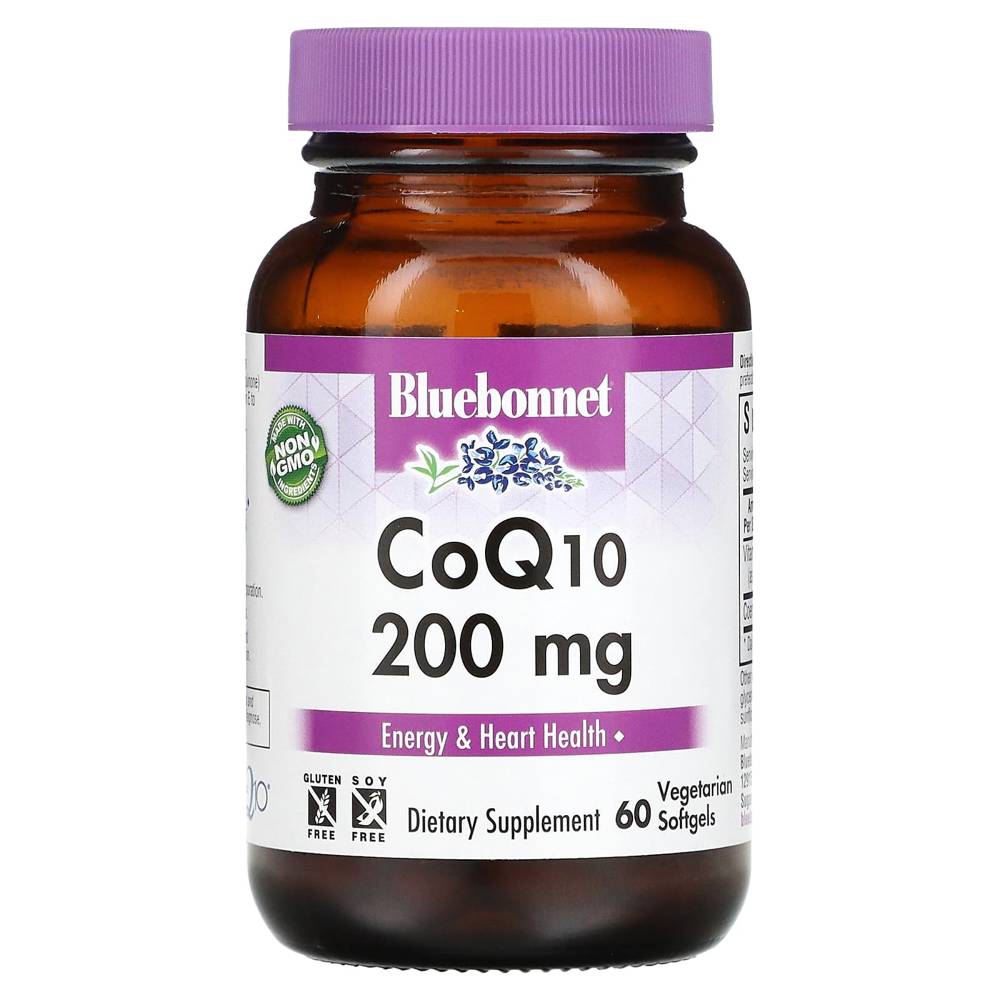 Bluebonnet®
MADE WITH
NON
GMO
INGREDIENTS
CoQ10
200 mg
Energy & Heart Health
GLUTEN
FREE
SOY
FREE
Dietary Supplement
60 Vegetarian
Softgels